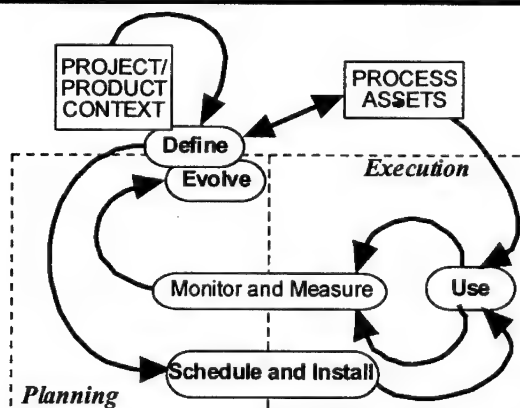 PROJECT/
PRODUCT
CONTEXT
PROCESS
ASSETS
Define
Evolve
Execution
Monitor and Measure
Use
Schedule and Install
Planning